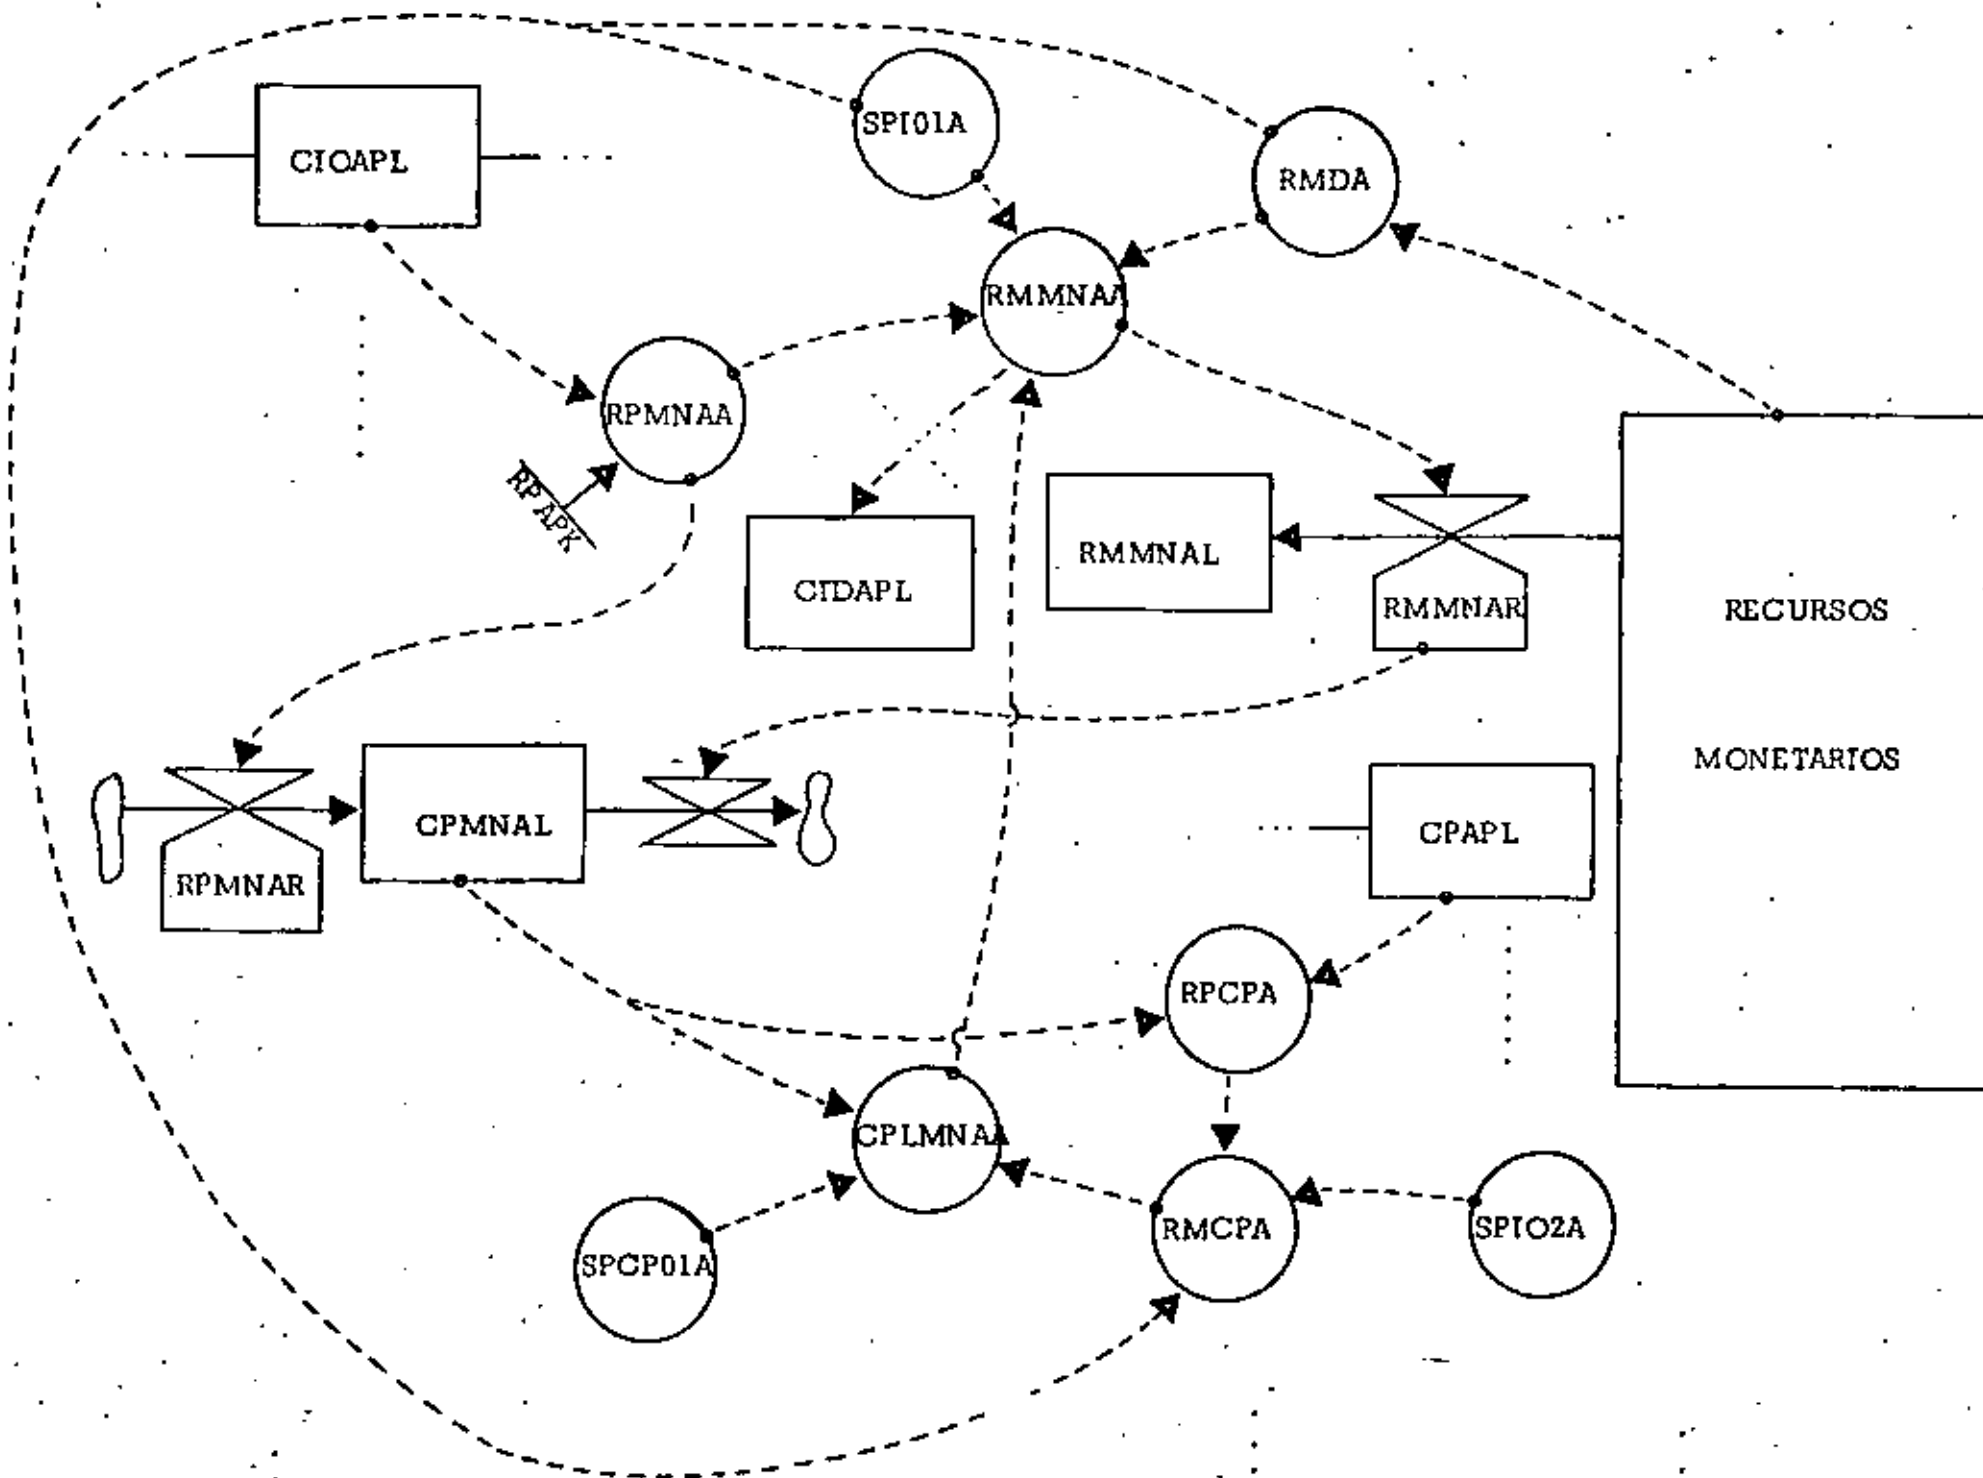 SPI01A
CIOAPL
RMDA
RMMNAA
RPMNAA
RPAPK
RMMNAL
CIDAPL
RMMNAR
RECURSOS
MONETARIOS
CPMNAL
CPAPL
RPMNAR
RPCPA
CPLMNAA
RMCPA
SPIO2A
SPCP01A